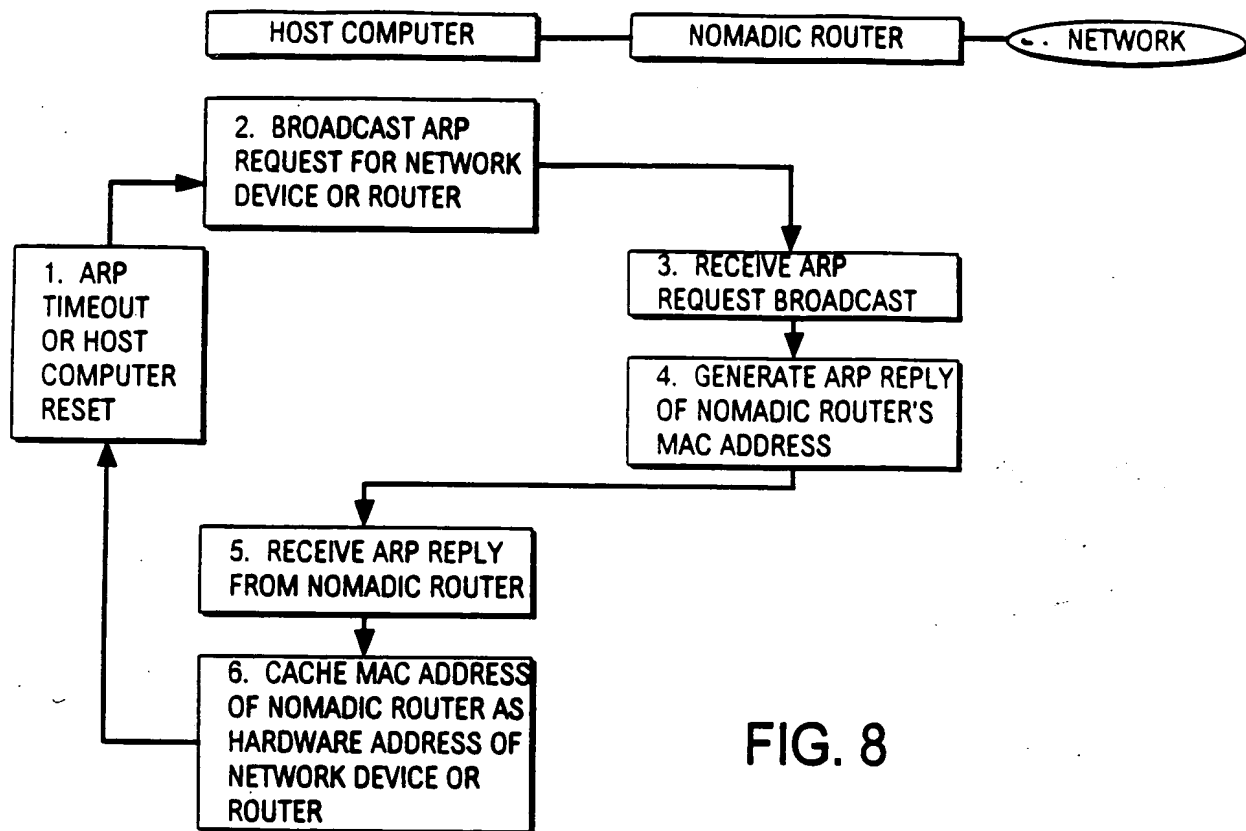 HOST COMPUTER
NOMADIC ROUTER
NETWORK
2. BROADCAST ARP
REQUEST FOR NETWORK
DEVICE OR ROUTER
1. ARP
TIMEOUT
OR HOST
COMPUTER
RESET
3. RECEIVE ARP
REQUEST BROADCAST
4. GENERATE ARP REPLY
OF NOMADIC ROUTER'S
MAC ADDRESS
5. RECEIVE ARP REPLY
FROM NOMADIC ROUTER
6. CACHE MAC ADDRESS
OF NOMADIC ROUTER AS
HARDWARE ADDRESS OF
NETWORK DEVICE OR
ROUTER
FIG. 8